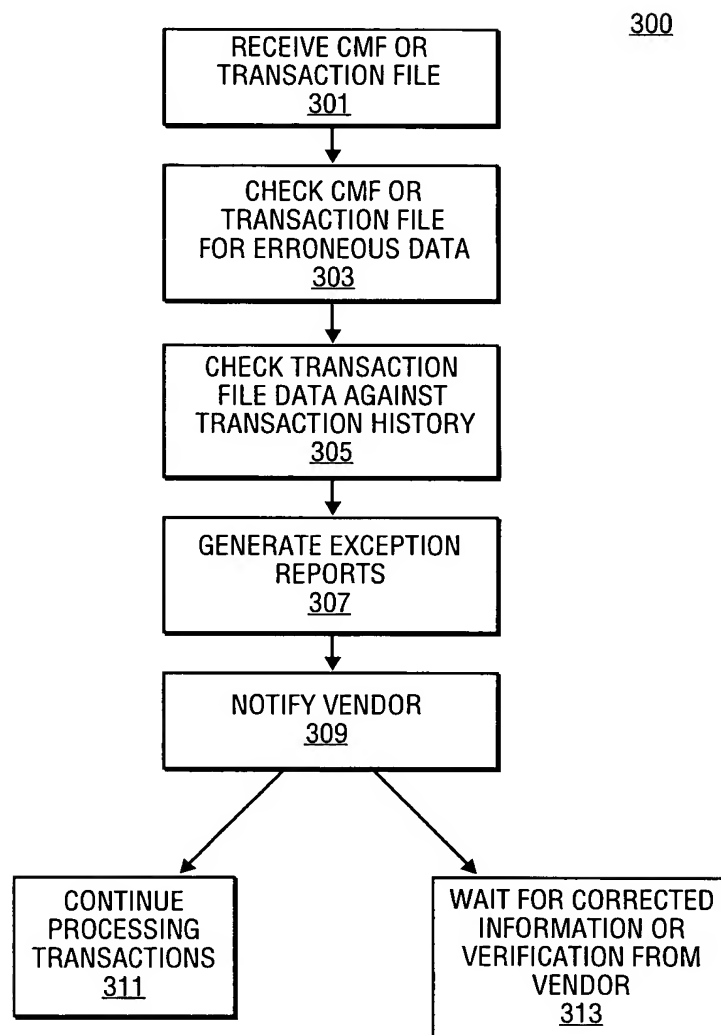 300
RECEIVE CMF OR
TRANSACTION FILE
301
CHECK CMF OR
TRANSACTION FILE
FOR ERRONEOUS DATA
303
CHECK TRANSACTION
FILE DATA AGAINST
TRANSACTION HISTORY
305
GENERATE EXCEPTION
REPORTS
307
NOTIFY VENDOR
309
CONTINUE
PROCESSING
TRANSACTIONS
311
WAIT FOR CORRECTED
INFORMATION OR
VERIFICATION FROM
VENDOR
313